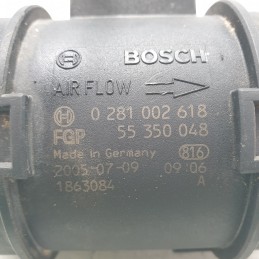 BOSCH
AIR FLOW
0 281 002 618
FGP 55 350 048
Made in Germany 816
2005-07-09 09:06
1863084 A